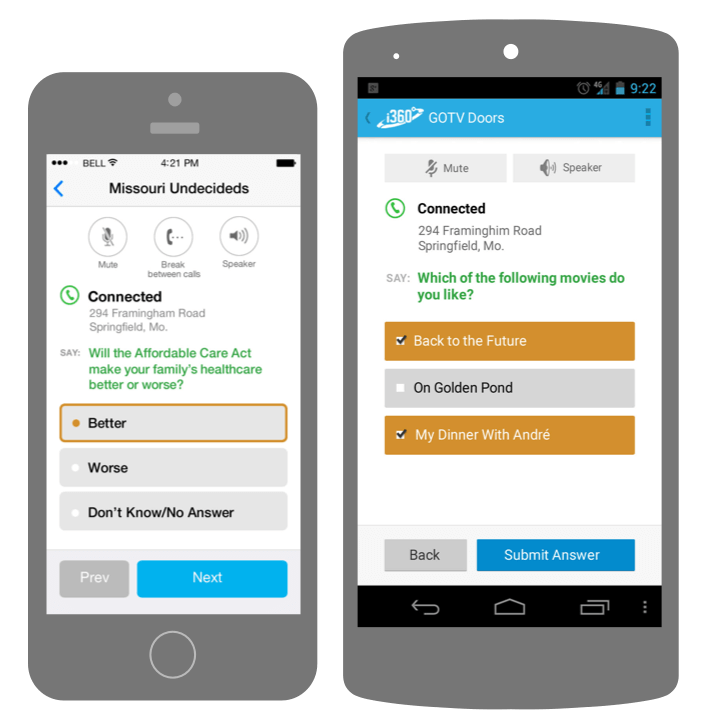 BELL 4:21 PM
Missouri Undecideds
Mute
Break
between calls
Speaker
Connected
294 Framingham Road
Springfield, Mo.
SAY: Will the Affordable Care Act
make your family's healthcare
better or worse?
Better
Worse
Don't Know/No Answer
Prev Next
4G 9:22
i360 GOTV Doors
Mute Speaker
Connected
294 Framinghim Road
Springfield, Mo.
SAY: Which of the following movies do
you like?
Back to the Future
On Golden Pond
My Dinner With André
Back Submit Answer